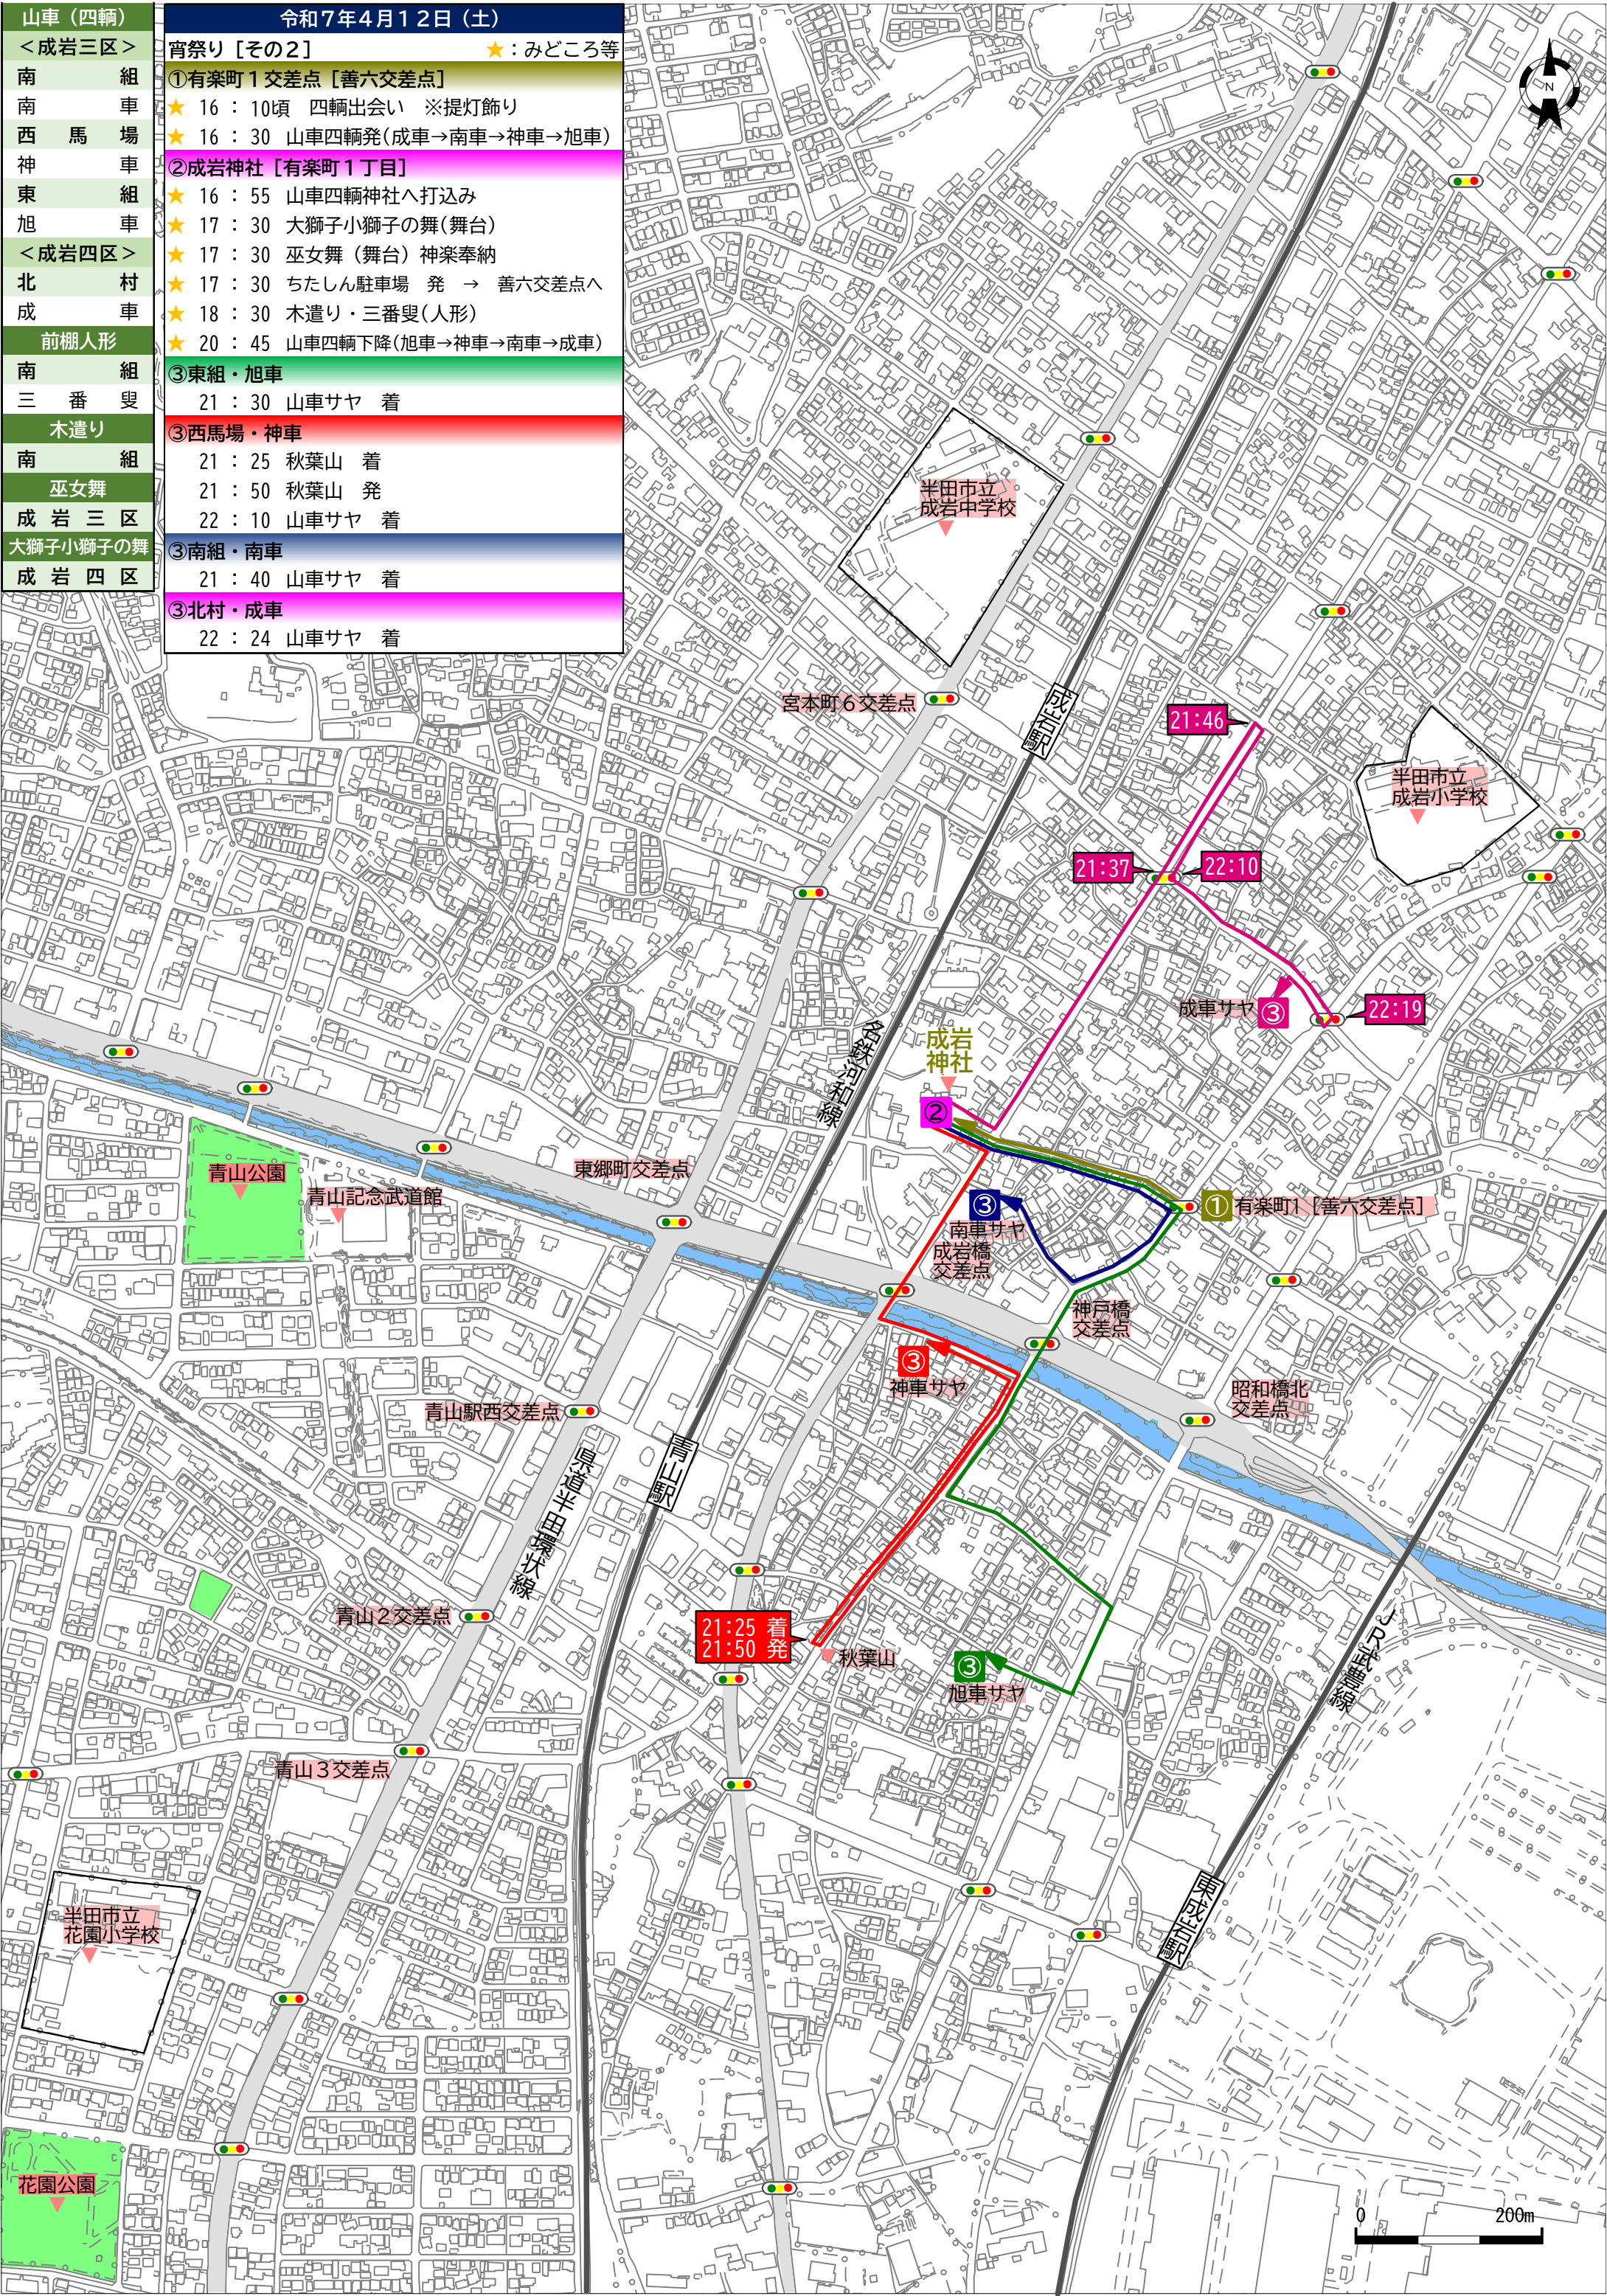 山車（四輌）
＜成岩三区＞
南組
南車
西馬場
神車
東組
旭車
＜成岩四区＞
北村
成車
前棚人形
南組
三番叟
木遣り
南組
巫女舞
成岩三区
大獅子小獅子の舞
成岩四区
令和７年４月１２日（土）
宵祭り［その２］ ★：みどころ等
①有楽町１交差点［善六交差点］
★ 16：10頃 四輌出会い ※提灯飾り
★ 16：30 山車四輌発(成車→南車→神車→旭車)
②成岩神社［有楽町１丁目］
★ 16：55 山車四輌神社へ打込み
★ 17：30 大獅子小獅子の舞(舞台)
★ 17：30 巫女舞（舞台）神楽奉納
★ 17：30 ちたしん駐車場 発 → 善六交差点へ
★ 18：30 木遣り・三番叟(人形)
★ 20：45 山車四輌下降(旭車→神車→南車→成車)
③東組・旭車
21：30 山車サヤ 着
③西馬場・神車
21：25 秋葉山 着
21：50 秋葉山 発
22：10 山車サヤ 着
③南組・南車
21：40 山車サヤ 着
③北村・成車
22：24 山車サヤ 着
N
半田市立
成岩中学校
宮本町６交差点
成岩駅
21:46
半田市立
成岩小学校
21:37
22:10
成車サヤ
③
22:19
名鉄河和線
成岩
神社
②
東郷町交差点
青山公園
青山記念武道館
①
有楽町1［善六交差点］
③
南車サヤ
成岩橋
交差点
神戸橋
交差点
③
神車サヤ
昭和橋北
交差点
青山駅西交差点
青山駅
県道半田環状線
青山２交差点
21:25 着
21:50 発
秋葉山
③
旭車サヤ
ＪＲ武豊線
青山３交差点
東成岩駅
半田市立
花園小学校
花園公園
0 200m